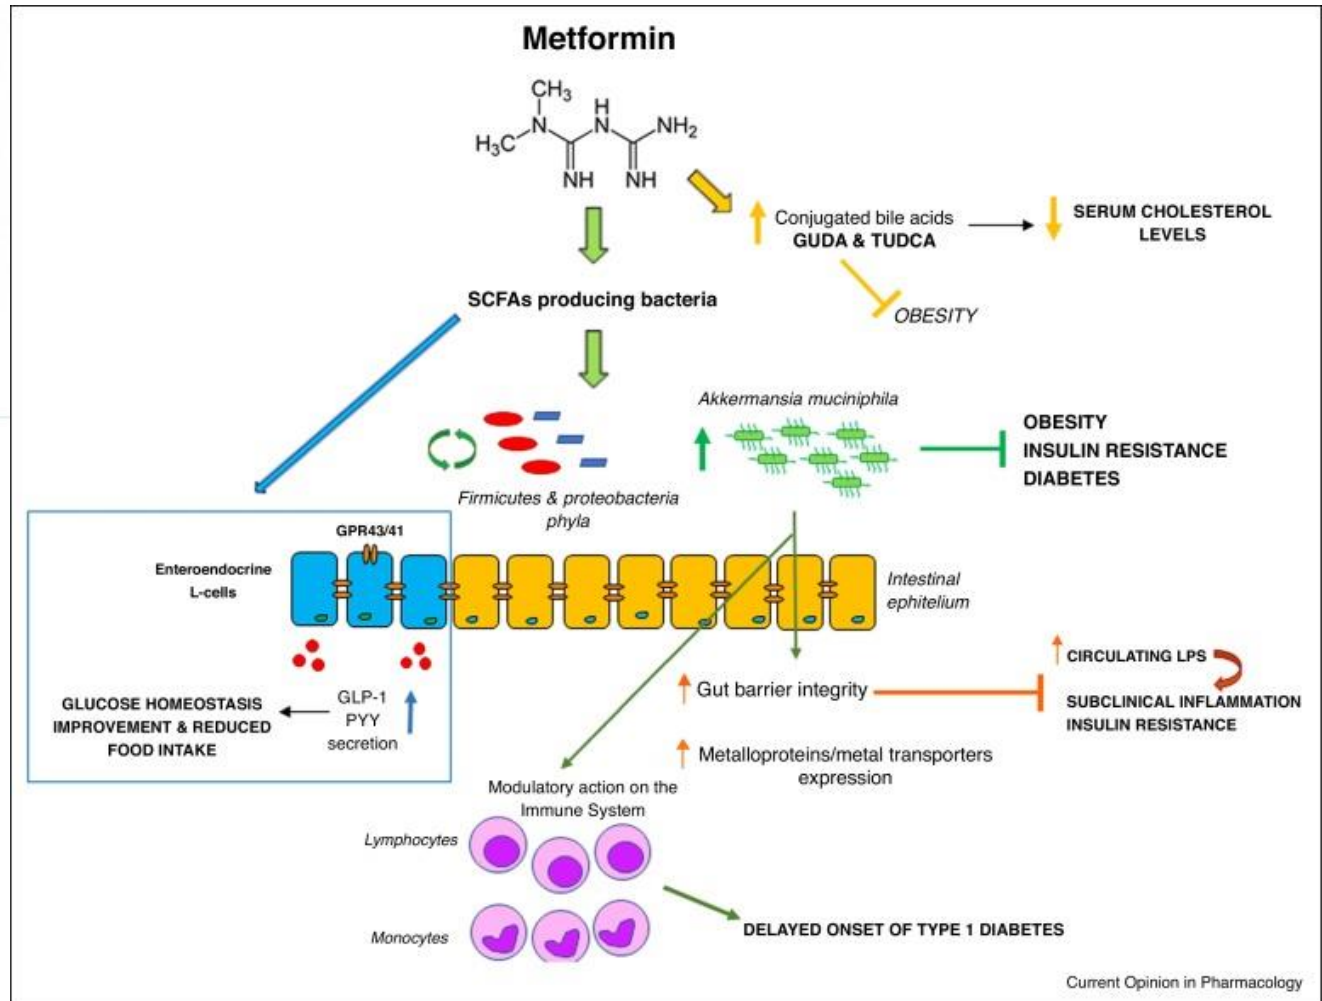 Metformin
CH3
H
N
N
NH2
H3C
NH
NH
Conjugated bile acids
GUDA & TUDCA
SERUM CHOLESTEROL
LEVELS
OBESITY
SCFAs producing bacteria
Akkermansia muciniphila
OBESITY
INSULIN RESISTANCE
DIABETES
Firmicutes & proteobacteria
phyla
GPR43/41
Enteroendocrine
L-cells
Intestinal
ephitelium
GLUCOSE HOMEOSTASIS
IMPROVEMENT & REDUCED
FOOD INTAKE
GLP-1
PYY
secretion
Gut barrier integrity
CIRCULATING LPS
SUBCLINICAL INFLAMMATION
INSULIN RESISTANCE
Metalloproteins/metal transporters
expression
Modulatory action on the
Immune System
Lymphocytes
Monocytes
DELAYED ONSET OF TYPE 1 DIABETES
Current Opinion in Pharmacology